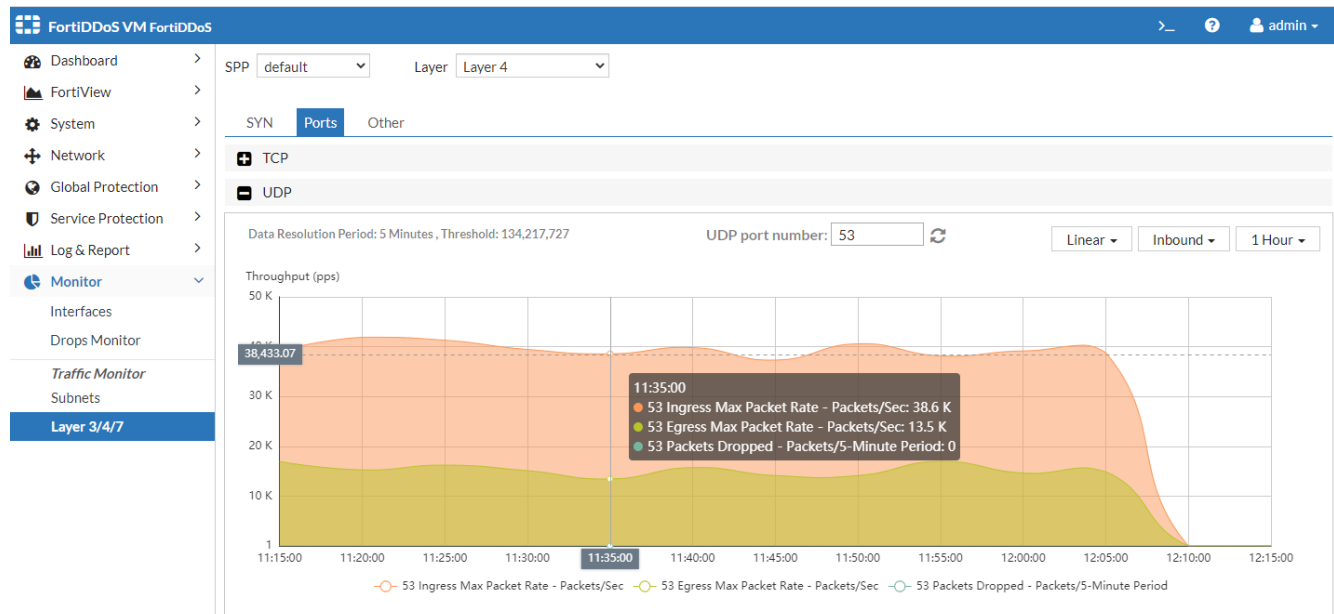 FortiDDoS VM FortiDDoS >_ ? admin
Dashboard
FortiView
System
Network
Global Protection
Service Protection
Log & Report
Monitor
Interfaces
Drops Monitor
Traffic Monitor
Subnets
Layer 3/4/7
SPP default Layer Layer 4
SYN Ports Other
TCP
UDP
Data Resolution Period: 5 Minutes , Threshold: 134,217,727 UDP port number: 53 Linear Inbound 1 Hour
Throughput (pps)
50 K
38,433.07
30 K
20 K
10 K
1
11:35:00
53 Ingress Max Packet Rate - Packets/Sec: 38.6 K
53 Egress Max Packet Rate - Packets/Sec: 13.5 K
53 Packets Dropped - Packets/5-Minute Period: 0
11:15:00 11:20:00 11:25:00 11:30:00 11:35:00 11:40:00 11:45:00 11:50:00 11:55:00 12:00:00 12:05:00 12:10:00 12:15:00
53 Ingress Max Packet Rate - Packets/Sec 53 Egress Max Packet Rate - Packets/Sec 53 Packets Dropped - Packets/5-Minute Period